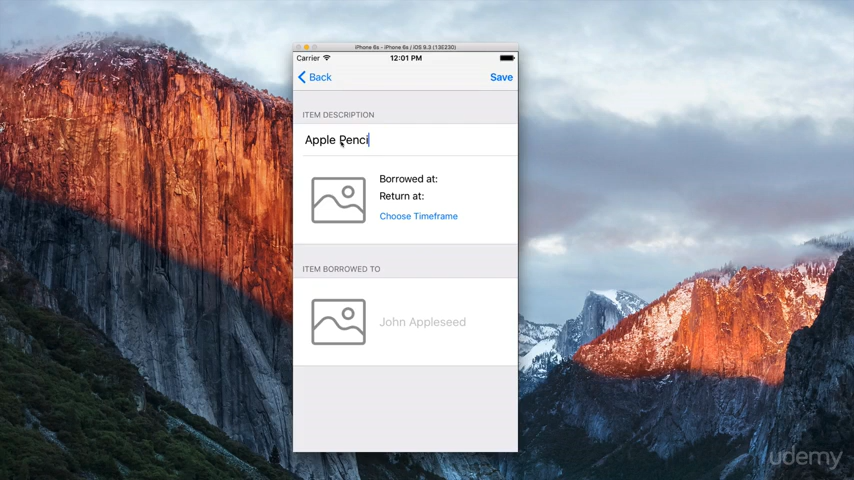 iPhone 6s - iPhone 6s / iOS 9.3 (13E230)
Carrier 12:01 PM
Back Save
ITEM DESCRIPTION
Apple Penci
Borrowed at:
Return at:
Choose Timeframe
ITEM BORROWED TO
John Appleseed
udemy